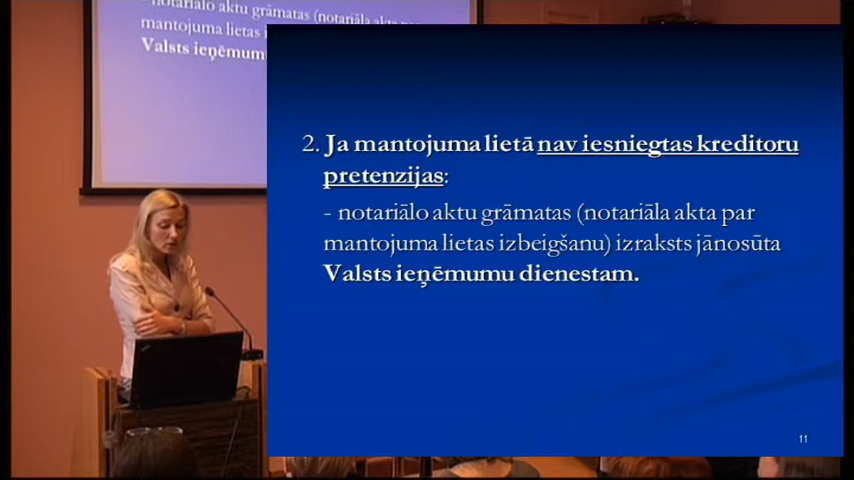 notariālo aktu grāmatas (notariāla akta par
mantojuma lietas
Valsts ieņēmum
2. Ja mantojuma lietā nav iesniegtas kreditoru
pretenzijas:
- notariālo aktu grāmatas (notariāla akta par
mantojuma lietas izbeigšanu) izraksts jānosūta
Valsts ieņēmumu dienestam.
11